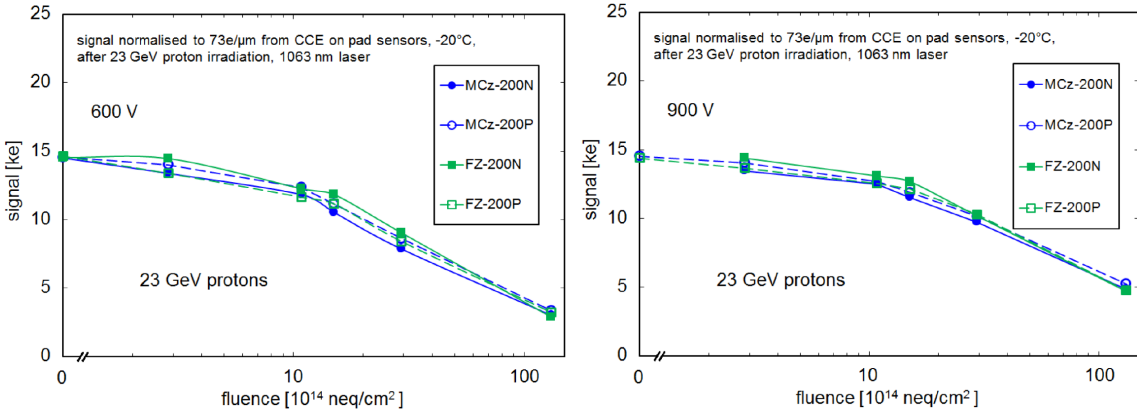 25
20
15
10
5
0
signal [ke]
signal normalised to 73e/µm from CCE on pad sensors, -20°C,
after 23 GeV proton irradiation, 1063 nm laser
600 V
MCz-200N
MCz-200P
FZ-200N
FZ-200P
23 GeV protons
0
10
100
fluence [10¹⁴ neq/cm²]
25
20
15
10
5
0
signal [ke]
signal normalised to 73e/µm from CCE on pad sensors, -20°C,
after 23 GeV proton irradiation, 1063 nm laser
900 V
MCz-200N
MCz-200P
FZ-200N
FZ-200P
23 GeV protons
0
10
100
fluence [10¹⁴ neq/cm²]